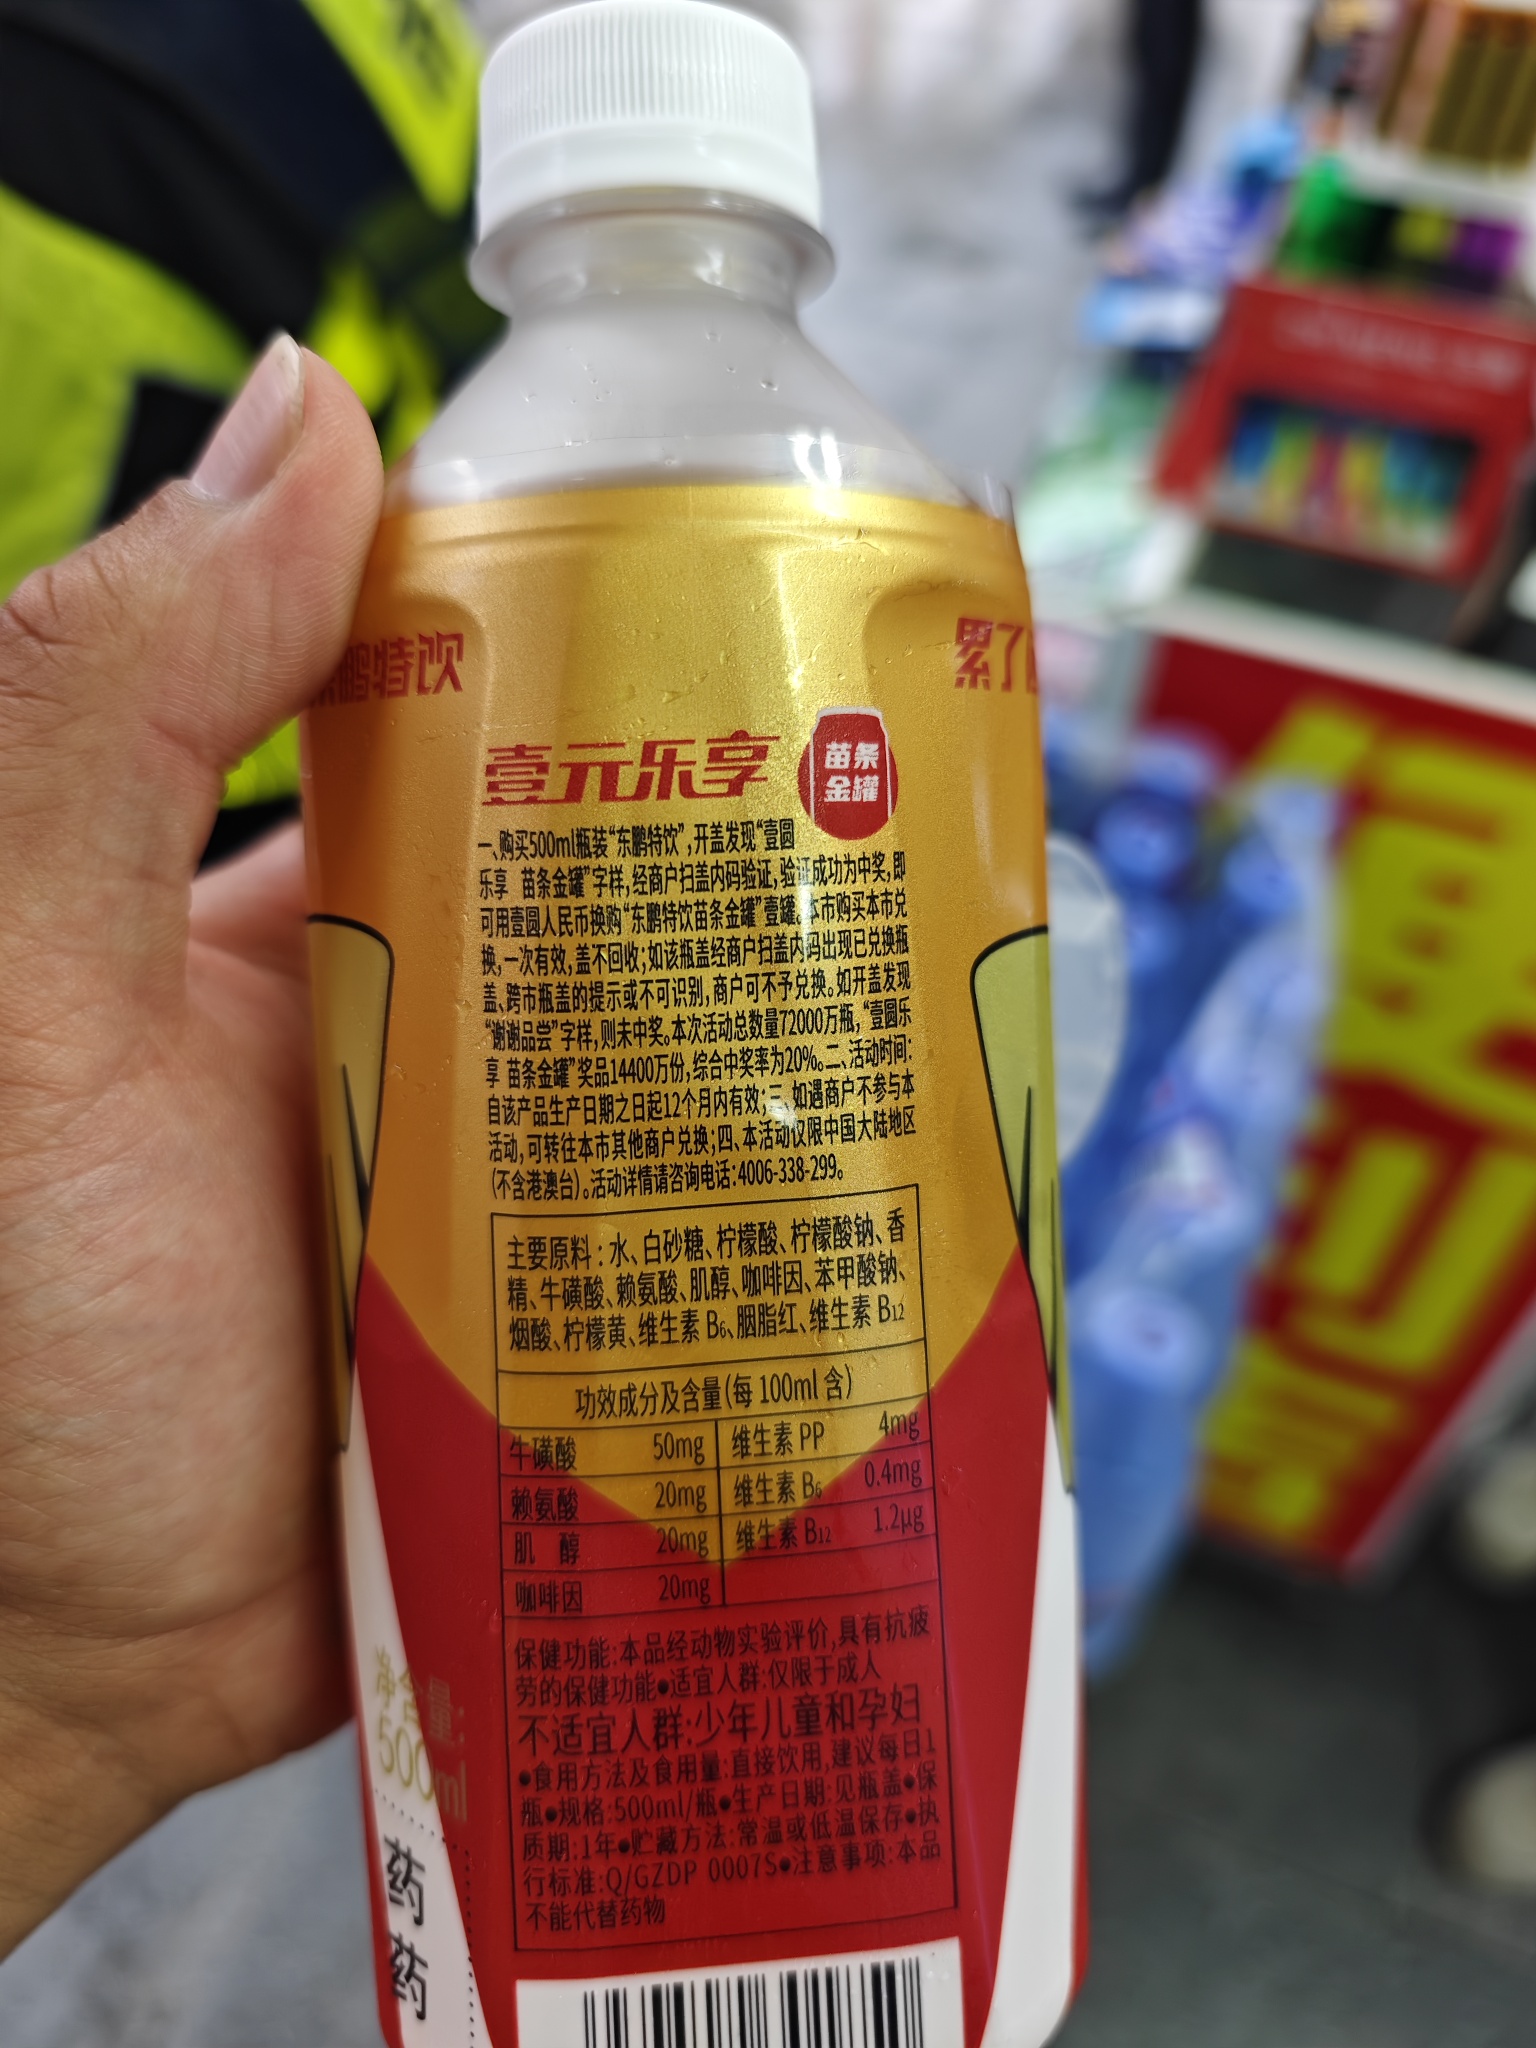 鹏特饮
累了
壹元乐享
苗条
金罐
一、购买500ml瓶装“东鹏特饮”,开盖发现“壹圆
乐享 苗条金罐”字样,经商户扫盖内码验证,验证成功为中奖,即
可用壹圆人民币换购“东鹏特饮苗条金罐”壹罐。本市购买本市兑
换,一次有效,盖不回收;如该瓶盖经商户扫盖内码出现已兑换瓶
盖、跨市瓶盖的提示或不可识别,商户可不予兑换。如开盖发现
“谢谢品尝”字样,则未中奖。本次活动总数量72000万瓶,“壹圆乐
享 苗条金罐”奖品14400万份,综合中奖率为20%。二、活动时间:
自该产品生产日期之日起12个月内有效;三、如遇商户不参与本
活动,可转往本市其他商户兑换;四、本活动仅限中国大陆地区
(不含港澳台)。活动详情请咨询电话:4006-338-299。
主要原料:水、白砂糖、柠檬酸、柠檬酸钠、香
精、牛磺酸、赖氨酸、肌醇、咖啡因、苯甲酸钠、
烟酸、柠檬黄、维生素 B6、胭脂红、维生素 B12
功效成分及含量(每 100ml 含)
牛磺酸 50mg 维生素 PP 4mg
赖氨酸 20mg 维生素 B6 0.4mg
肌 醇 20mg 维生素 B12 1.2μg
咖啡因 20mg
保健功能:本品经动物实验评价,具有抗疲
劳的保健功能●适宜人群:仅限于成人
不适宜人群:少年儿童和孕妇
●食用方法及食用量:直接饮用,建议每日1
瓶●规格:500ml/瓶●生产日期:见瓶盖●保
质期:1年●贮藏方法:常温或低温保存●执
行标准:Q/GZDP 0007S●注意事项:本品
不能代替药物
净含量:
500ml
药
药